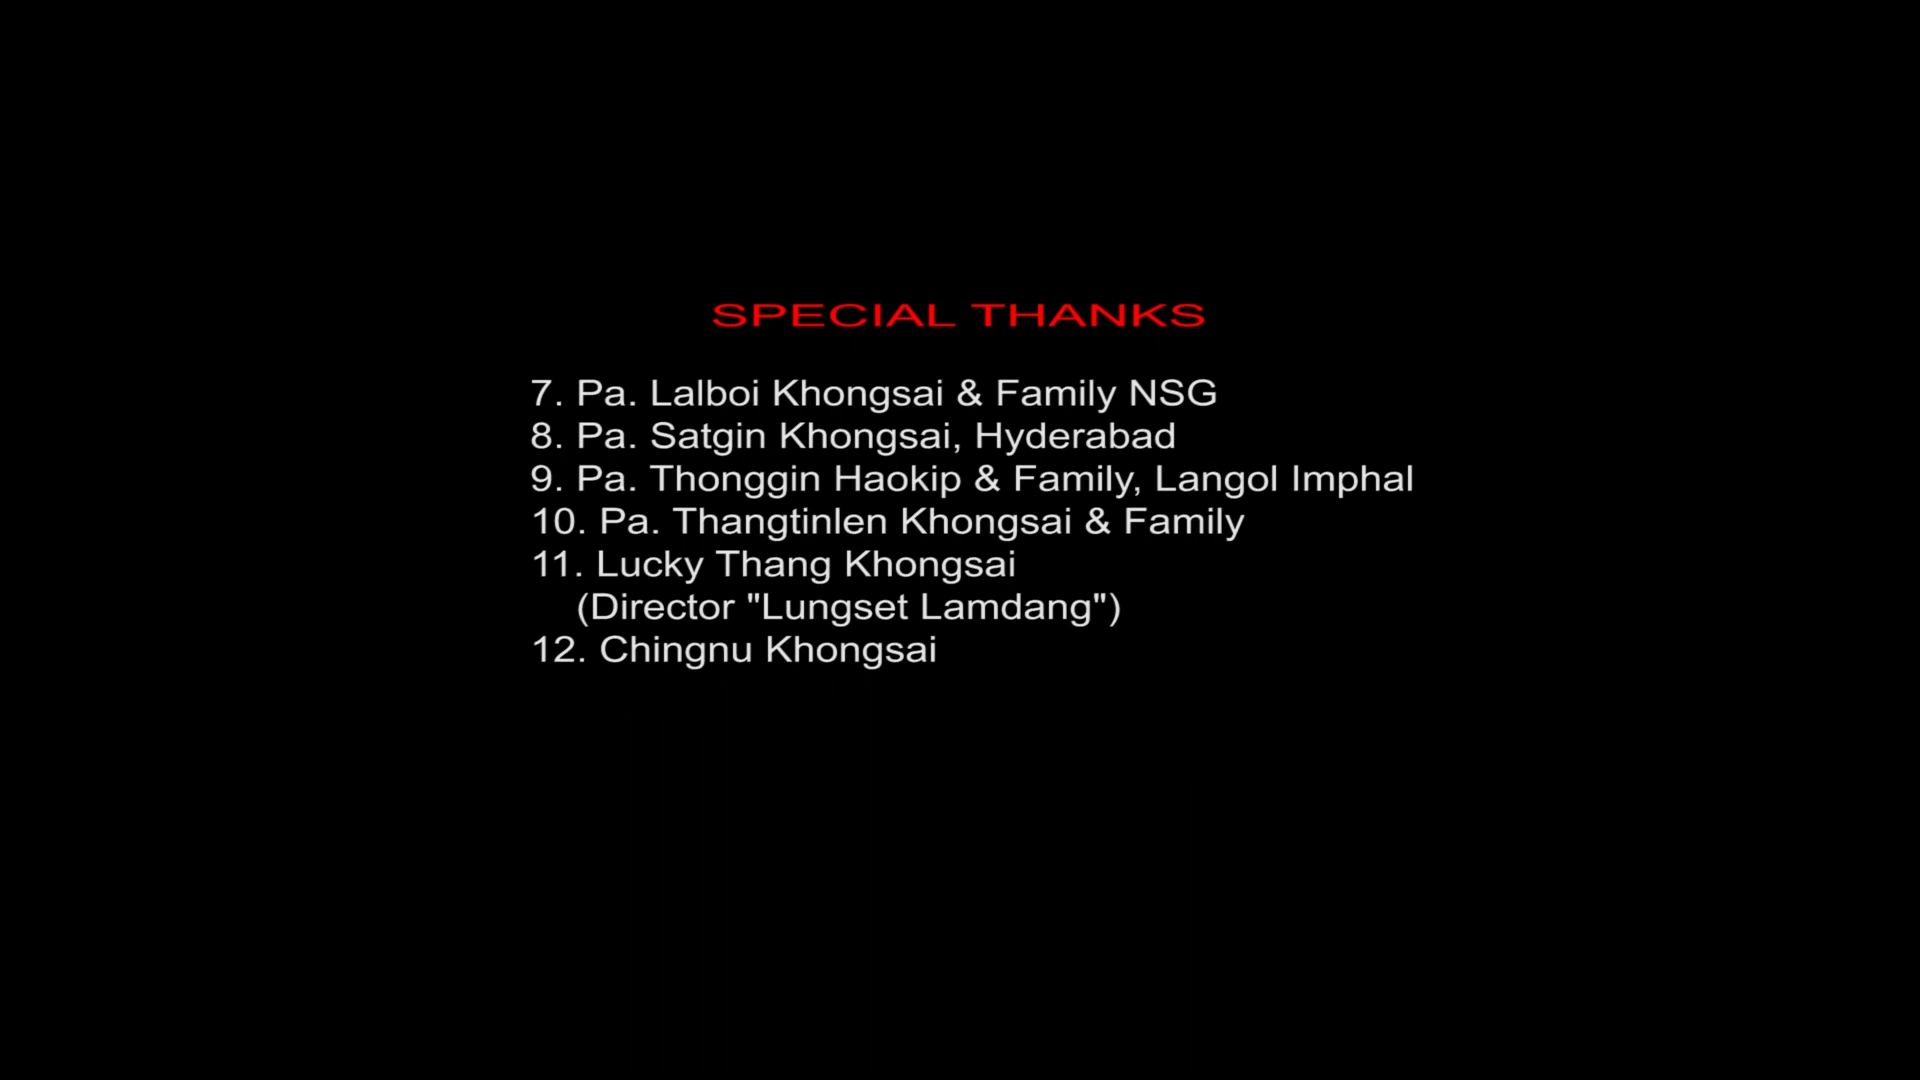 SPECIAL THANKS
7. Pa. Lalboi Khongsai & Family NSG
8. Pa. Satgin Khongsai, Hyderabad
9. Pa. Thonggin Haokip & Family, Langol Imphal
10. Pa. Thangtinlen Khongsai & Family
11. Lucky Thang Khongsai
(Director "Lungset Lamdang")
12. Chingnu Khongsai